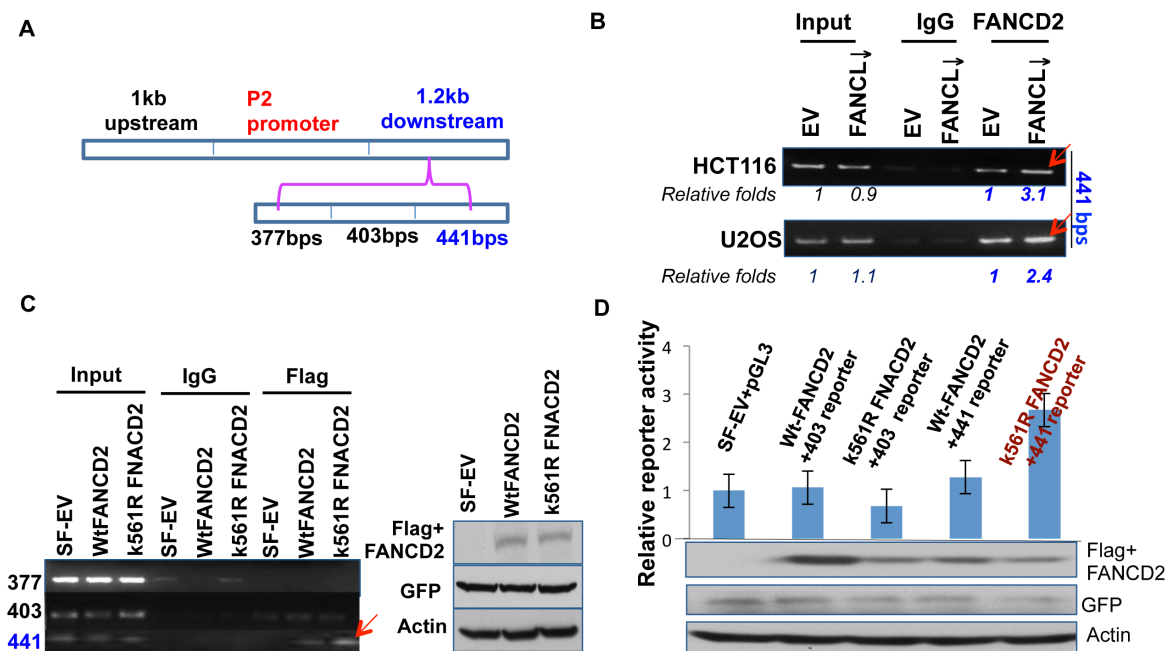 A
1kb
upstream
P2
promoter
1.2kb
downstream
377bps
403bps
441bps
B
Input
IgG
FANCD2
EV
FANCL↓
EV
FANCL↓
EV
FANCL↓
HCT116
Relative folds
1
0.9
1
3.1
U2OS
Relative folds
1
1.1
1
2.4
441 bps
C
Input
IgG
Flag
SF-EV
WtFANCD2
k561R FNACD2
SF-EV
WtFANCD2
k561R FNACD2
SF-EV
WtFANCD2
k561R FNACD2
377
403
441
SF-EV
WtFANCD2
k561R FNACD2
Flag+
FANCD2
GFP
Actin
D
Relative reporter activity
4
3
2
1
0
SF-EV+pGL3
Wt-FANCD2
+403 reporter
k561R FNACD2
+403 reporter
Wt-FANCD2
+441 reporter
k561R FANCD2
+441 reporter
Flag+
FANCD2
GFP
Actin